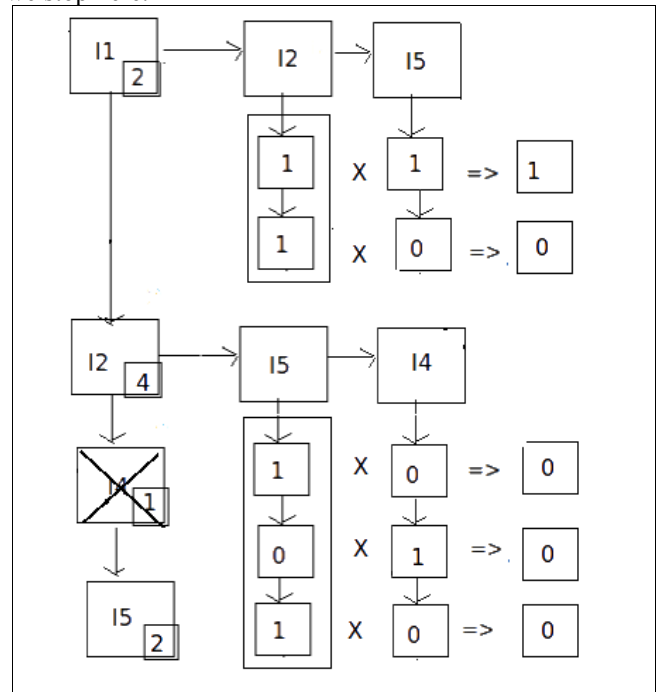 I1 2 I2 I5
1 X 1 => 1
1 X 0 => 0
I2 4 I5 I4
1 X 0 => 0
I4 1
0 X 1 => 0
I5 2
1 X 0 => 0